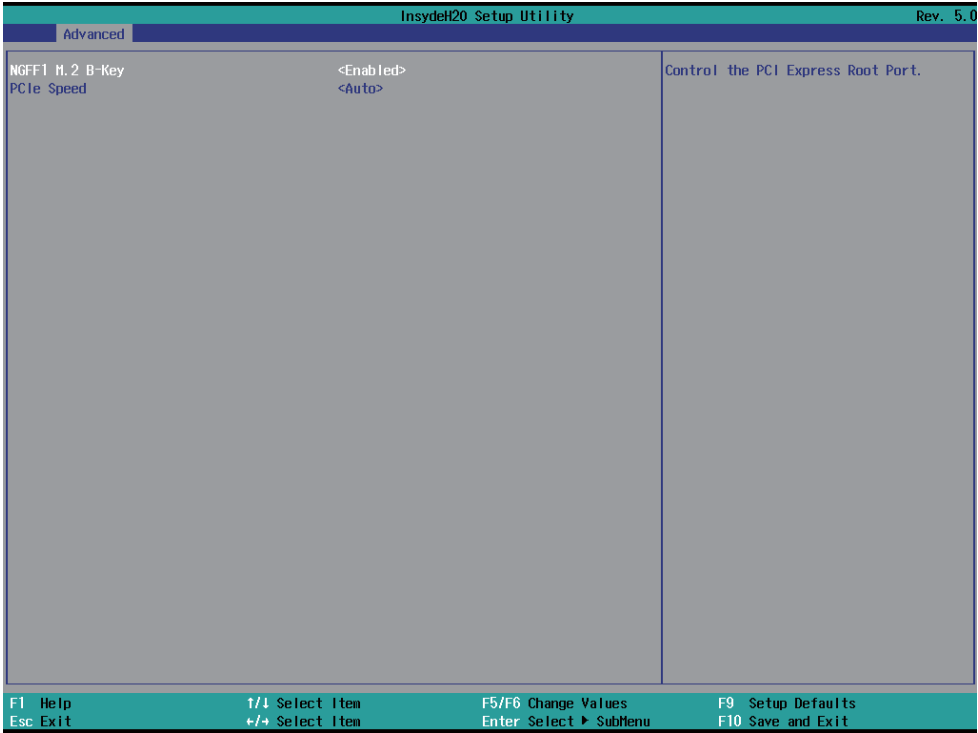 InsydeH20 Setup Utility Rev. 5.0
Advanced
NGFF1 M.2 B-Key <Enabled> Control the PCI Express Root Port.
PCIe Speed <Auto>
F1 Help ↑/↓ Select Item F5/F6 Change Values F9 Setup Defaults
Esc Exit ←/→ Select Item Enter Select ▶ SubMenu F10 Save and Exit